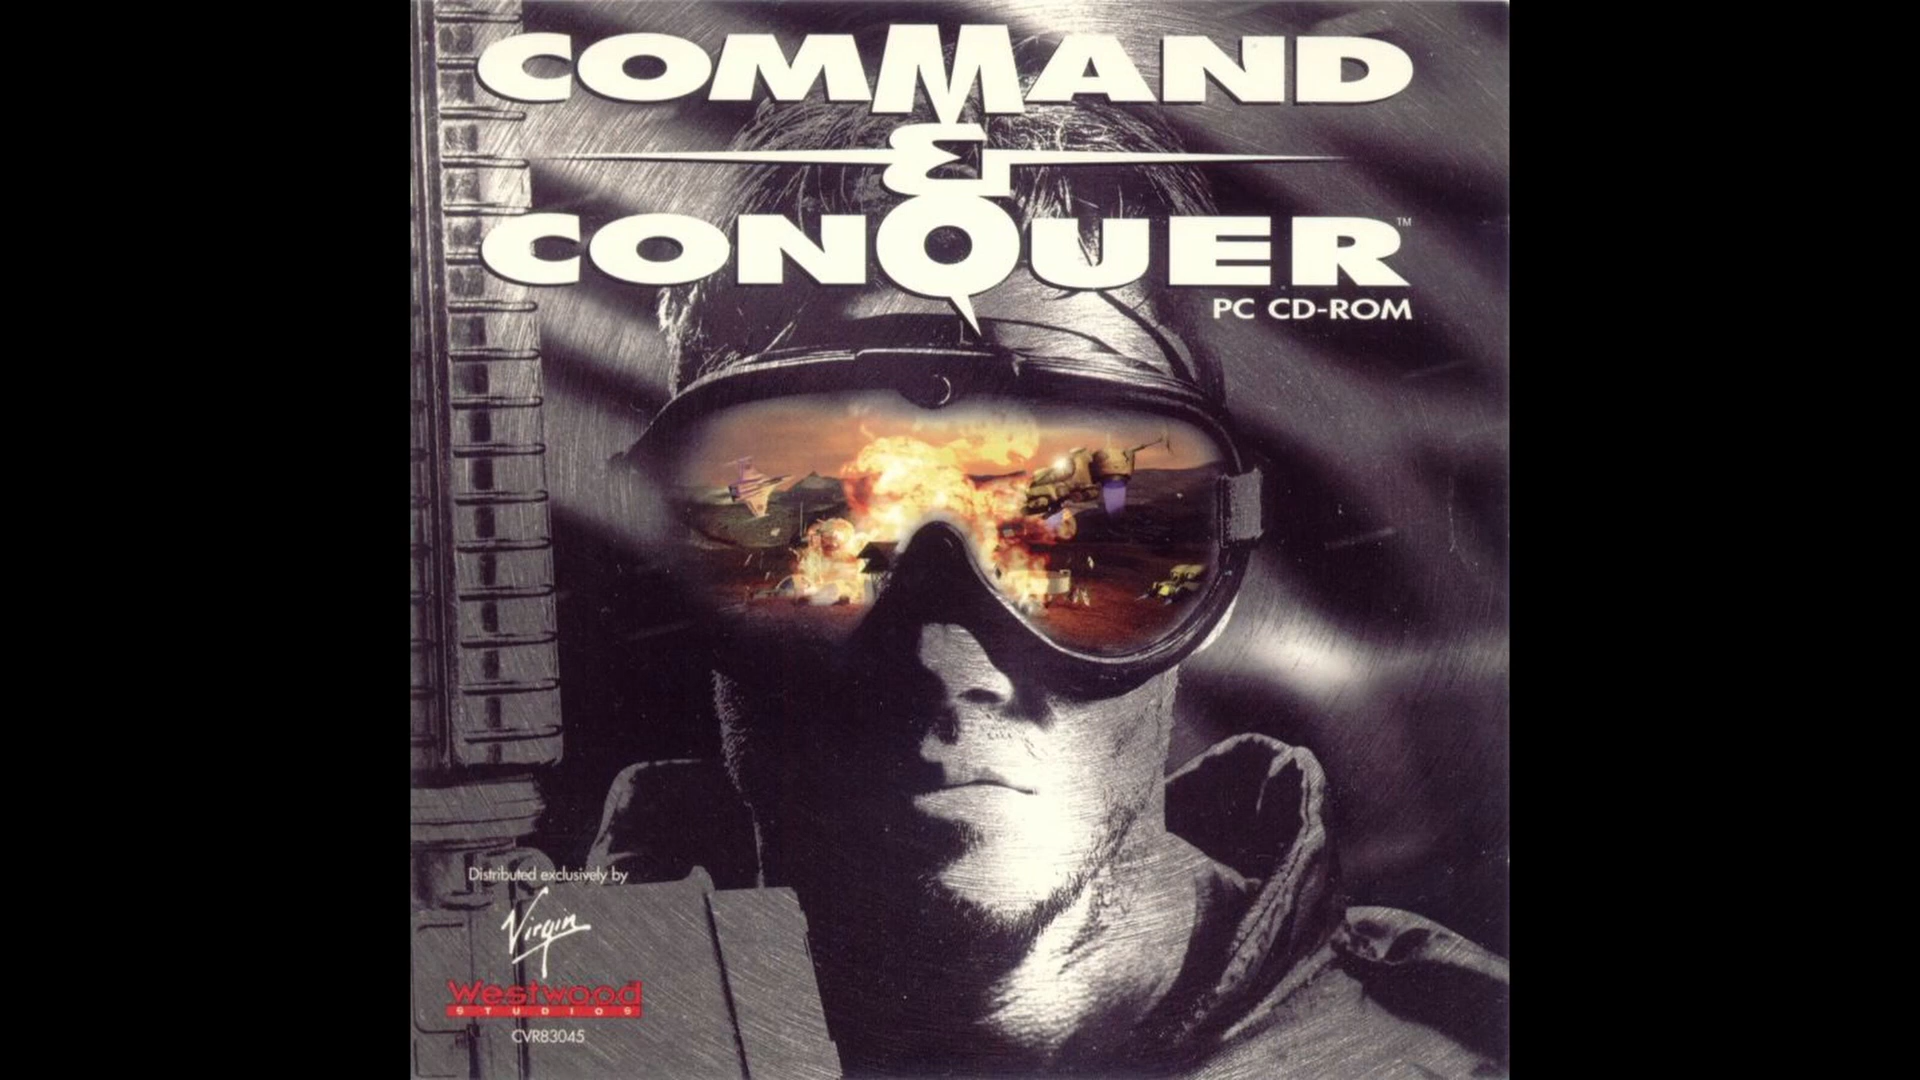 COMMAND
&
CONQUER™
PC CD-ROM
Distributed exclusively by
Virgin
Westwood
STUDIOS
CVR83045